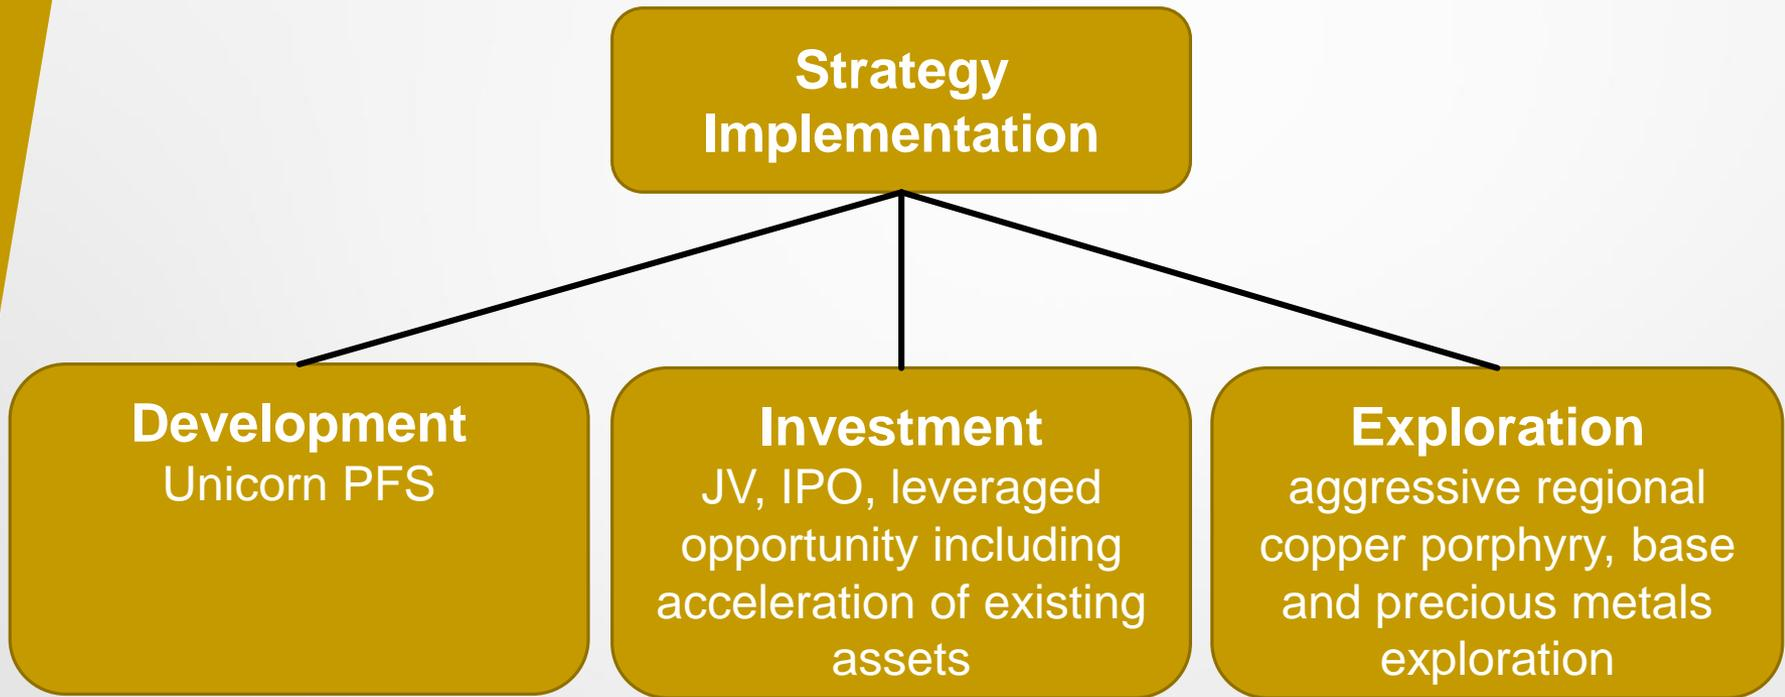 Strategy
Implementation
Development
Unicorn PFS
Investment
JV, IPO, leveraged
opportunity including
acceleration of existing
assets
Exploration
aggressive regional
copper porphyry, base
and precious metals
exploration